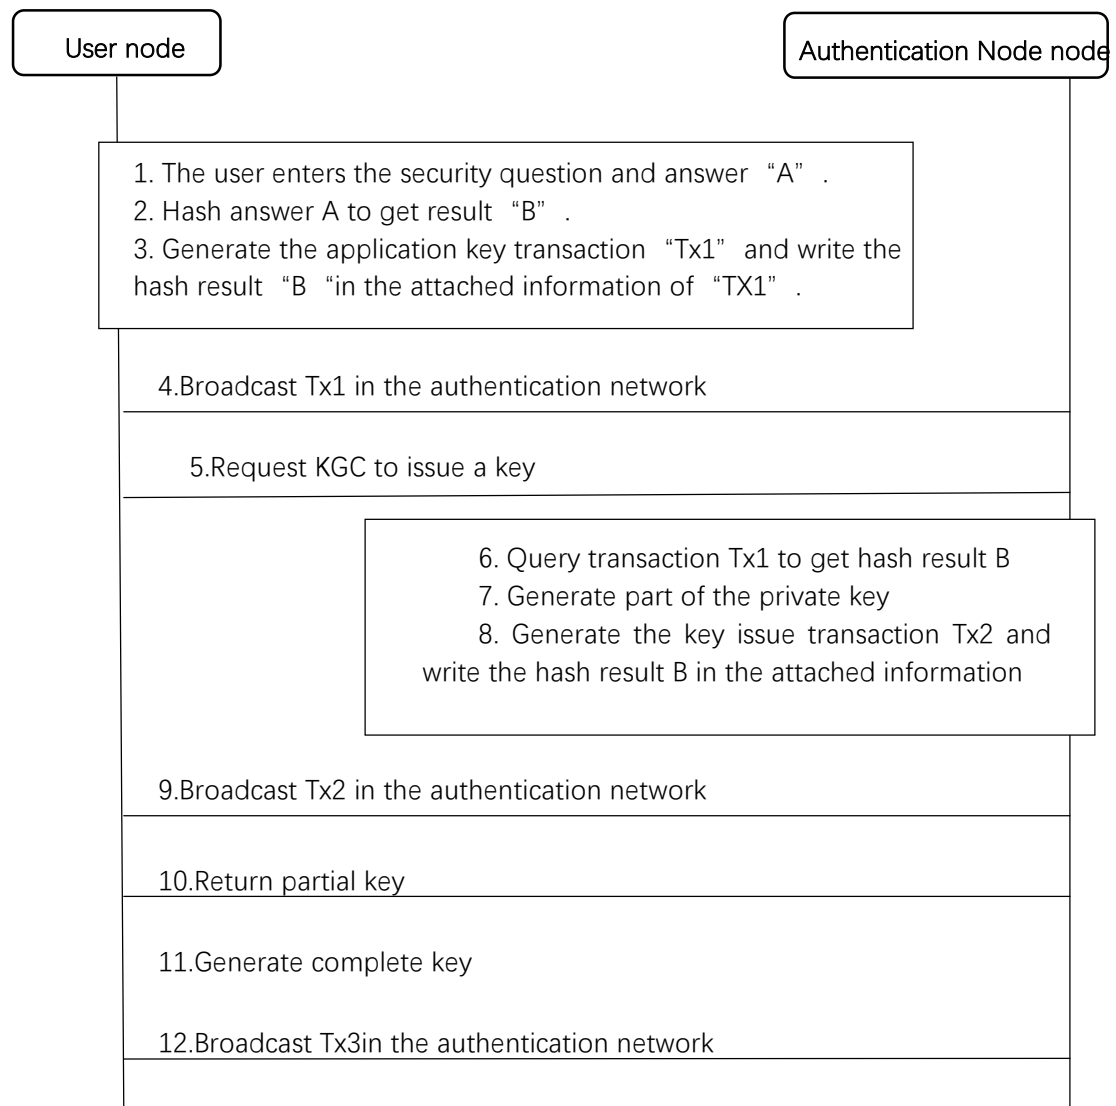 User node
Authentication Node node
1. The user enters the security question and answer “A” .
2. Hash answer A to get result “B” .
3. Generate the application key transaction “Tx1” and write the
hash result “B “in the attached information of “TX1” .
4.Broadcast Tx1 in the authentication network
5.Request KGC to issue a key
6. Query transaction Tx1 to get hash result B
7. Generate part of the private key
8. Generate the key issue transaction Tx2 and
write the hash result B in the attached information
9.Broadcast Tx2 in the authentication network
10.Return partial key
11.Generate complete key
12.Broadcast Tx3in the authentication network